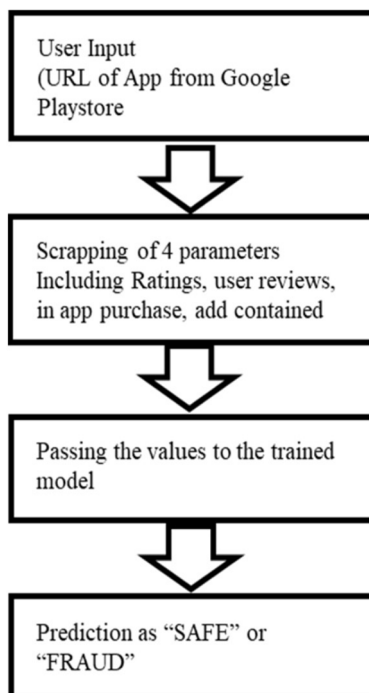 User Input
(URL of App from Google
Playstore
Scrapping of 4 parameters
Including Ratings, user reviews,
in app purchase, add contained
Passing the values to the trained
model
Prediction as “SAFE” or
“FRAUD”